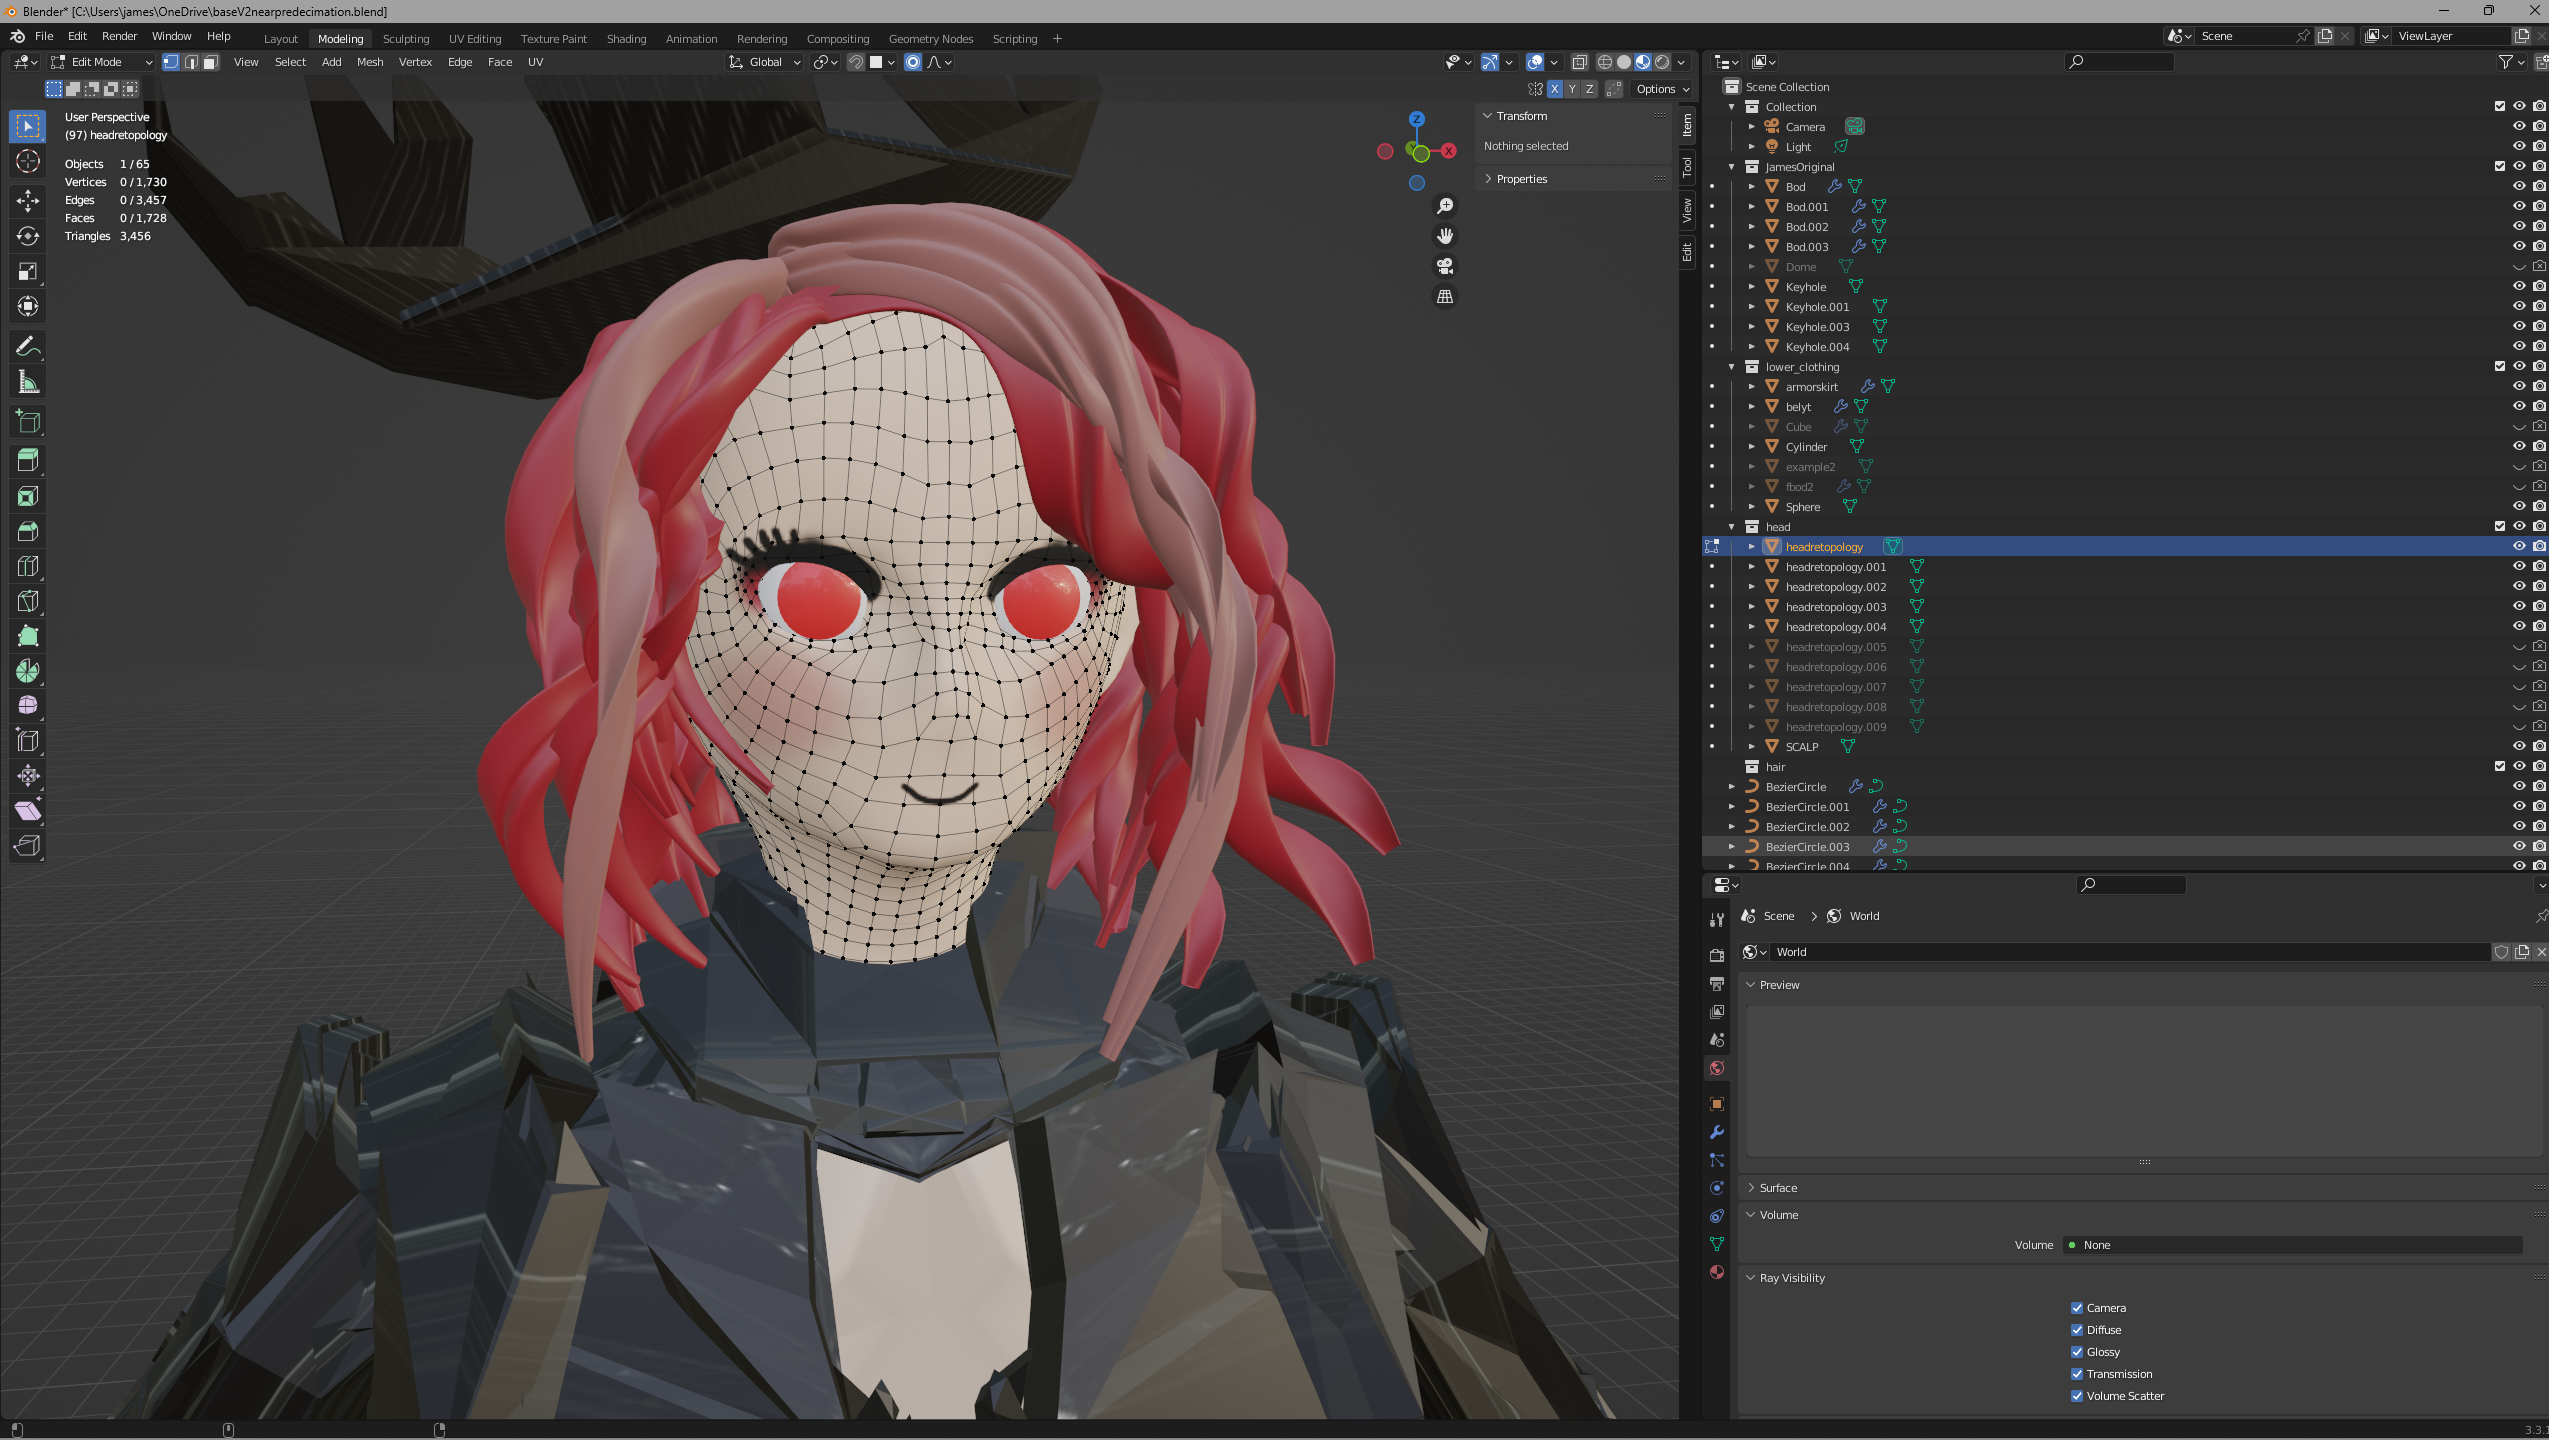 Blender* [C:\Users\james\OneDrive\baseV2nearpredecimation.blend]
File Edit Render Window Help Layout Modeling Sculpting UV Editing Texture Paint Shading Animation Rendering Compositing Geometry Nodes Scripting + Scene ViewLayer
Edit Mode View Select Add Mesh Vertex Edge Face UV Global
X Y Z Options
User Perspective
(97) headretopology
Objects 1 / 65
Vertices 0 / 1,730
Edges 0 / 3,457
Faces 0 / 1,728
Triangles 3,456
Z
Y
X
Transform
Nothing selected
Properties
Item
Tool
View
Edit
Scene Collection
Collection
Camera
Light
JamesOriginal
Bod
Bod.001
Bod.002
Bod.003
Dome
Keyhole
Keyhole.001
Keyhole.003
Keyhole.004
lower_clothing
armorskirt
belyt
Cube
Cylinder
example2
fbod2
Sphere
head
headretopology
headretopology.001
headretopology.002
headretopology.003
headretopology.004
headretopology.005
headretopology.006
headretopology.007
headretopology.008
headretopology.009
SCALP
hair
BezierCircle
BezierCircle.001
BezierCircle.002
BezierCircle.003
BezierCircle.004
Scene > World
World
Preview
Surface
Volume
Volume None
Ray Visibility
Camera
Diffuse
Glossy
Transmission
Volume Scatter